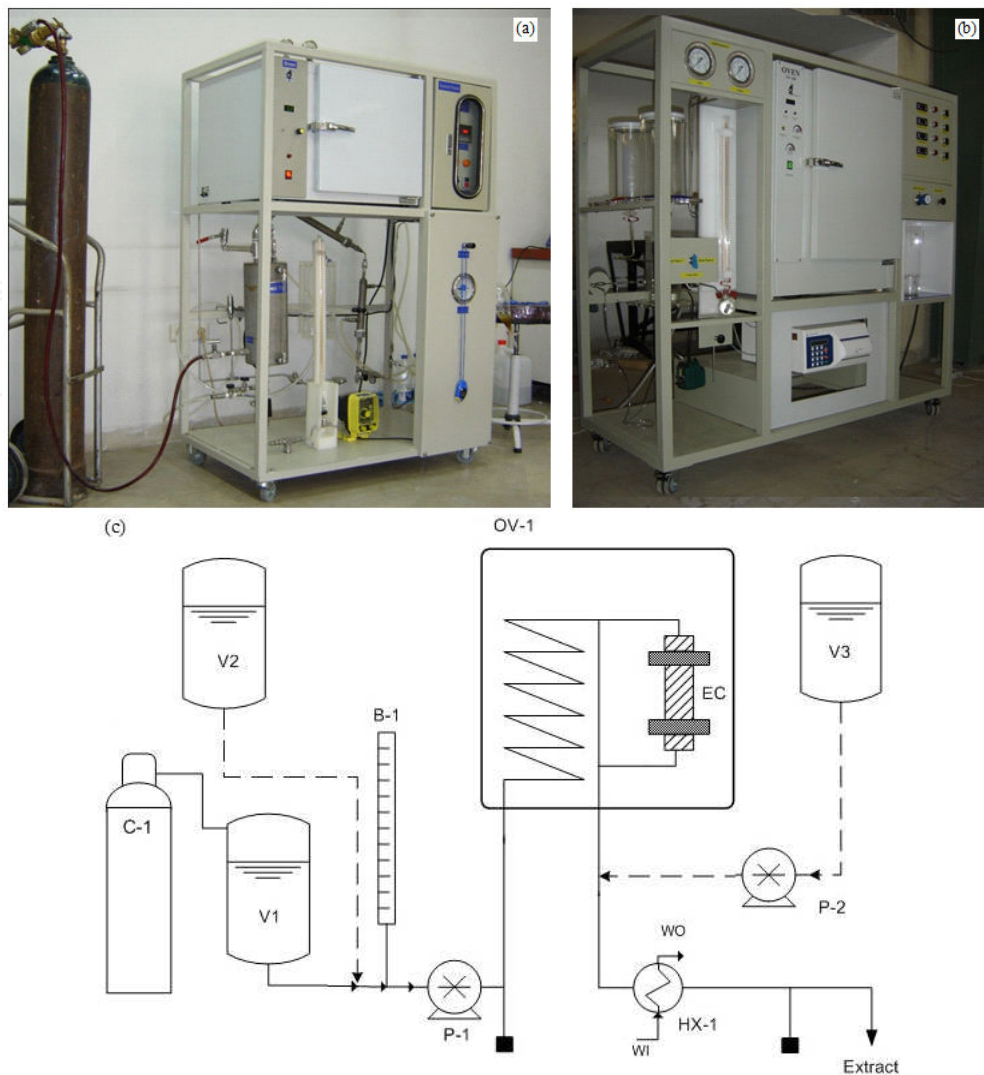 (a)
(b)
OVEN
(c)
OV-1
V2
V3
B-1
EC
C-1
V1
P-2
WO
P-1
HX-1
WI
Extract